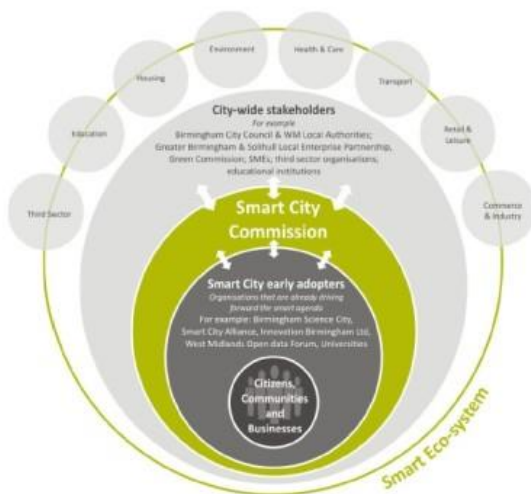 Environment
Health & Care
Housing
Transport
Education
Retail &
Leisure
Third Sector
Commerce
& Industry
City-wide stakeholders
For example
Birmingham City Council & WM Local Authorities;
Greater Birmingham & Solihull Local Enterprise Partnership,
Green Commission, SMEs, third sector organisations,
educational institutions
Smart City
Commission
Smart City early adopters
Organisations that are already driving
forward the smart agenda
For example: Birmingham Science City,
Smart City Alliance, Innovation Birmingham Ltd,
West Midlands Open data Forum, Universities
Citizens,
Communities
and
Businesses
Smart Eco-system